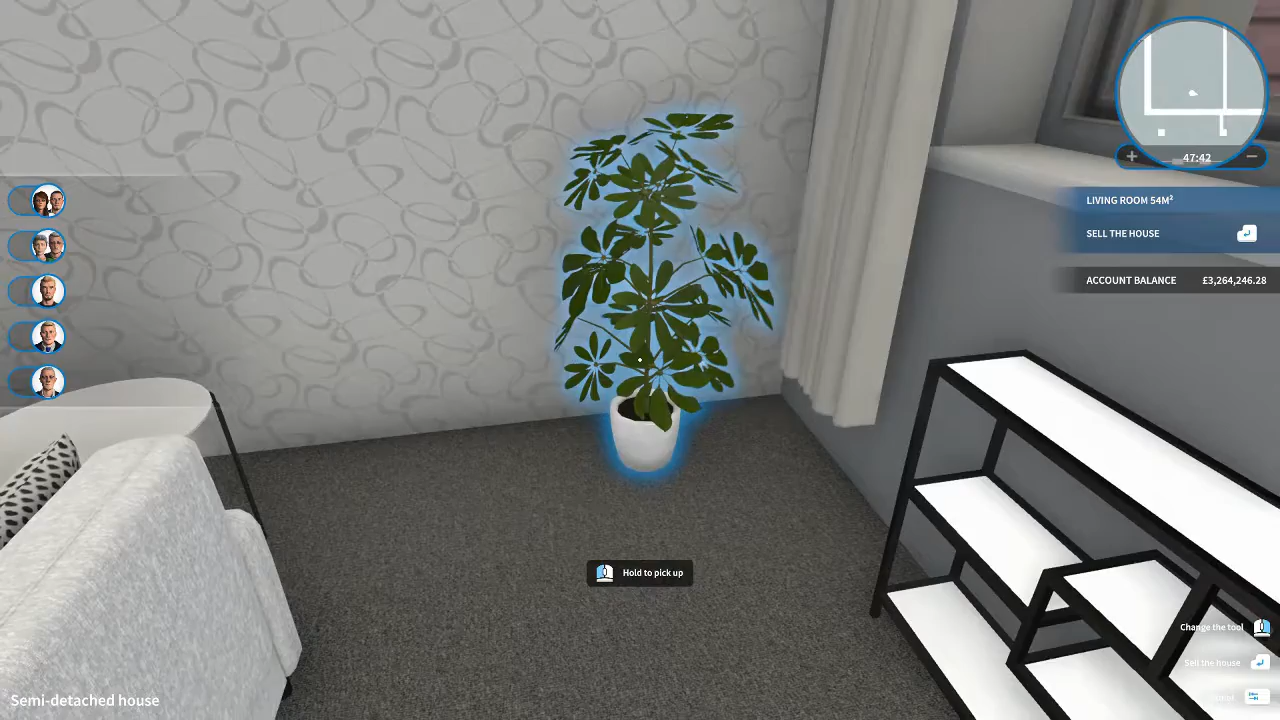 47:42
LIVING ROOM 54M²
SELL THE HOUSE
ACCOUNT BALANCE £3,264,246.28
Hold to pick up
Change the tool
Sell the house
Semi-detached house